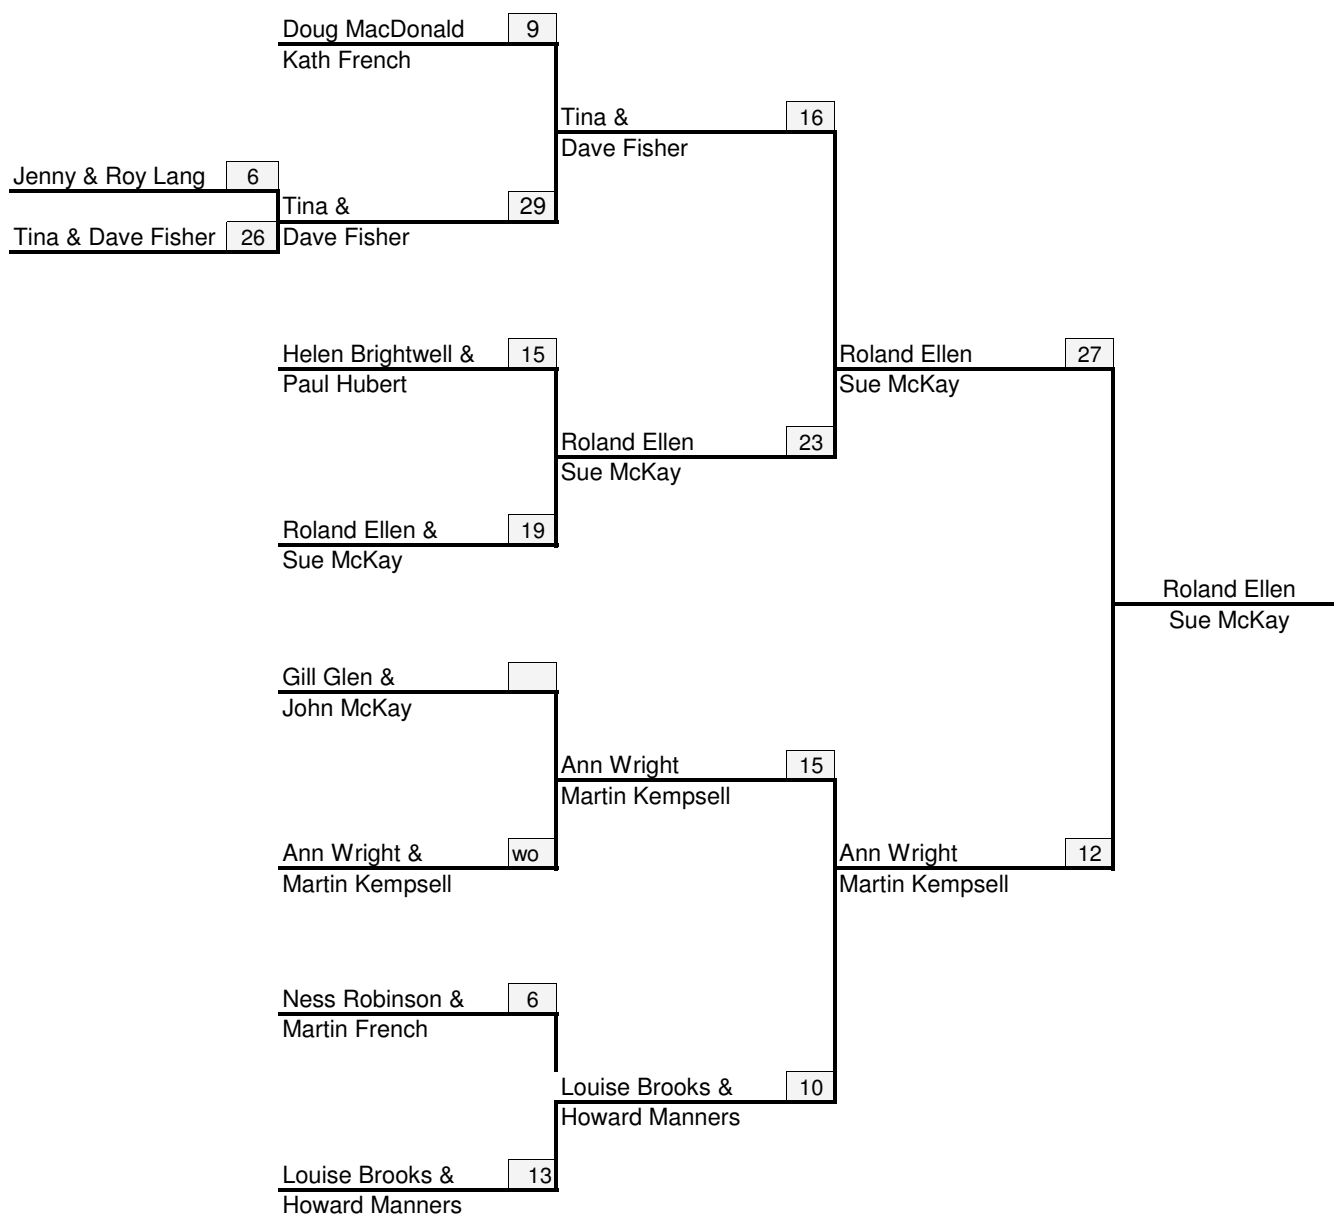 Doug MacDonald 9
Kath French
Tina & 16
Dave Fisher
Jenny & Roy Lang 6
Tina & 29
Tina & Dave Fisher 26 Dave Fisher
Helen Brightwell & 15 Roland Ellen 27
Paul Hubert Sue McKay
Roland Ellen 23
Sue McKay
Roland Ellen & 19
Sue McKay
Roland Ellen
Sue McKay
Gill Glen &
John McKay
Ann Wright 15
Martin Kempsell
Ann Wright & wo Ann Wright 12
Martin Kempsell Martin Kempsell
Ness Robinson & 6
Martin French
Louise Brooks & 10
Howard Manners
Louise Brooks & 13
Howard Manners